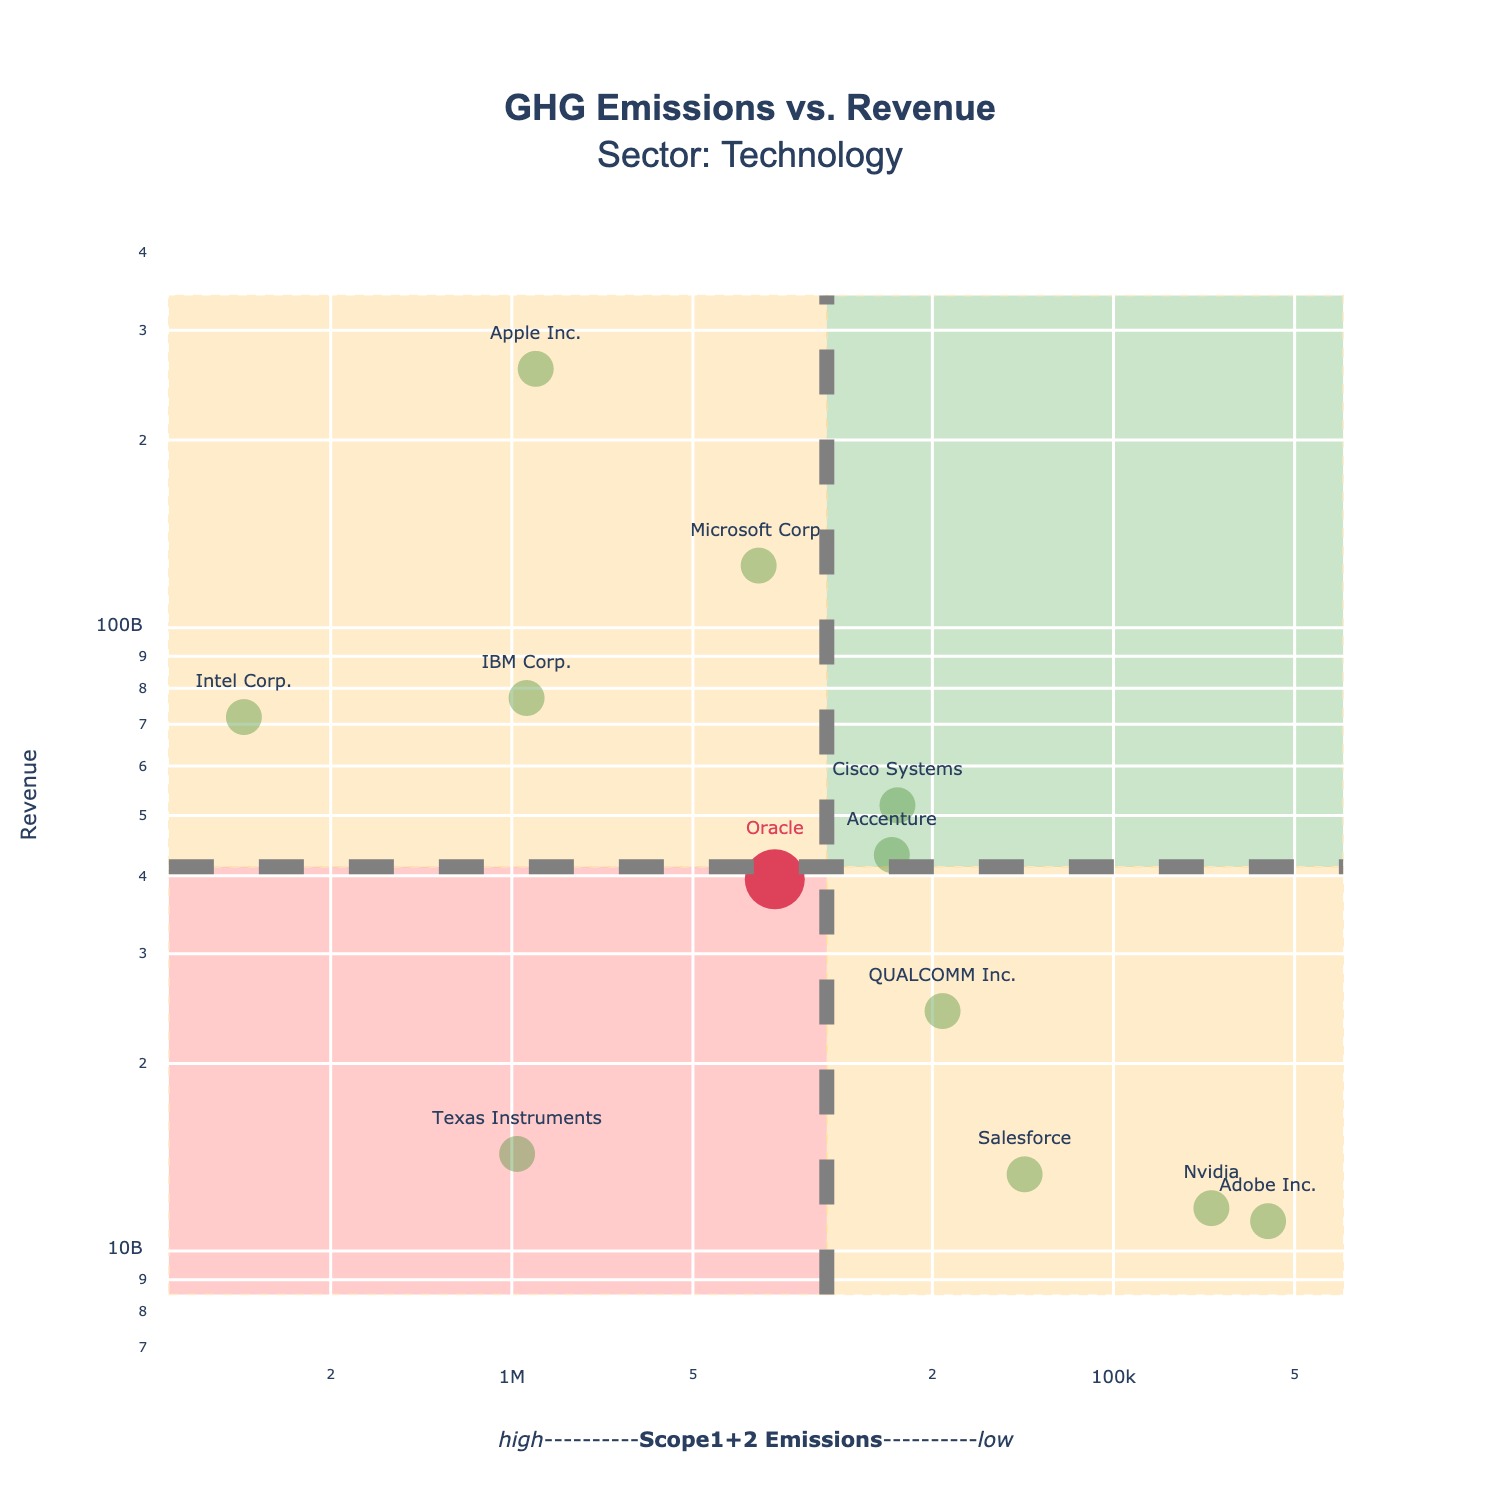 GHG Emissions vs. Revenue
Sector: Technology
4
3
Apple Inc.
2
Microsoft Corp
100B
9
IBM Corp.
8
Intel Corp.
7
6
Cisco Systems
5
Accenture
Oracle
Revenue
4
3
QUALCOMM Inc.
2
Texas Instruments
Salesforce
Nvidia
Adobe Inc.
10B
9
8
7
2 1M 5 2 100k 5
high----------Scope1+2 Emissions----------low